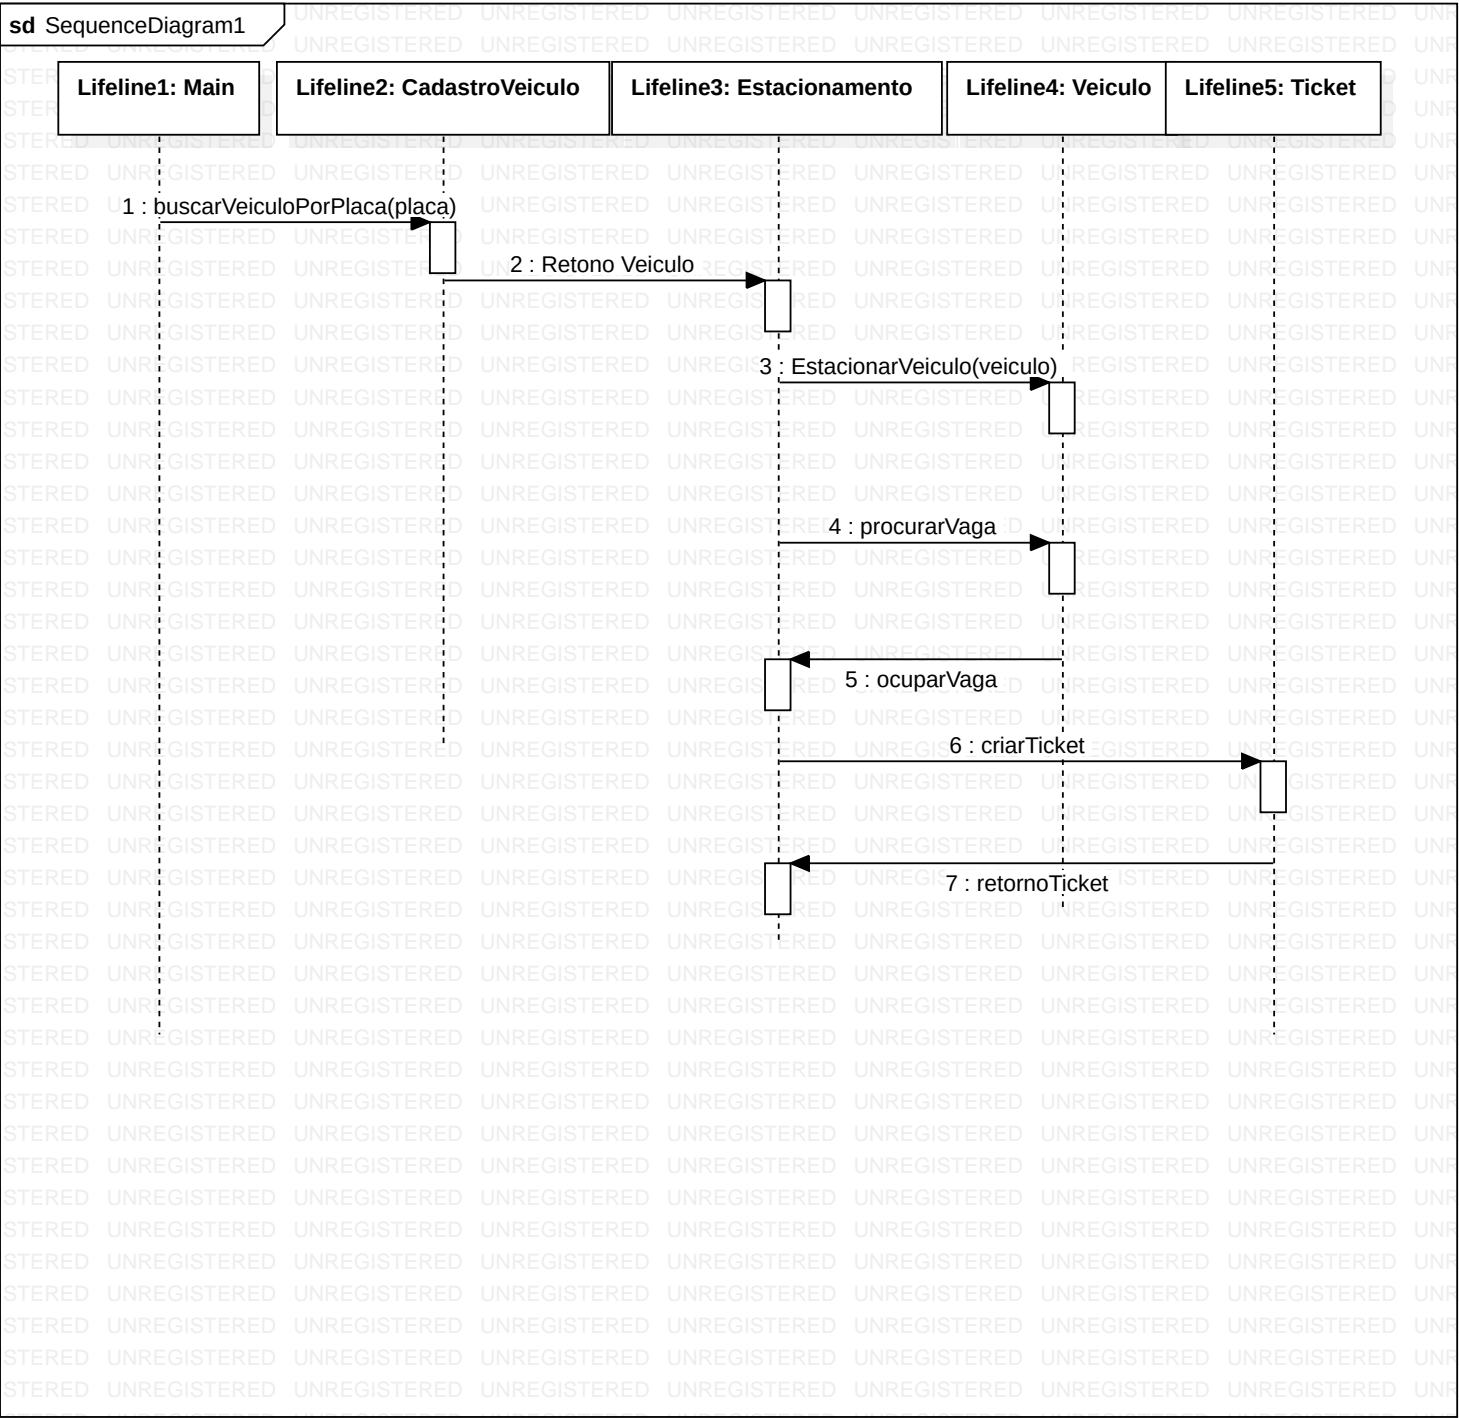 sd SequenceDiagram1
Lifeline1: Main
Lifeline2: CadastroVeiculo
Lifeline3: Estacionamento
Lifeline4: Veiculo
Lifeline5: Ticket
1 : buscarVeiculoPorPlaca(placa)
2 : Retono Veiculo
3 : EstacionarVeiculo(veiculo)
4 : procurarVaga
5 : ocuparVaga
6 : criarTicket
7 : retornoTicket
UNREGISTERED